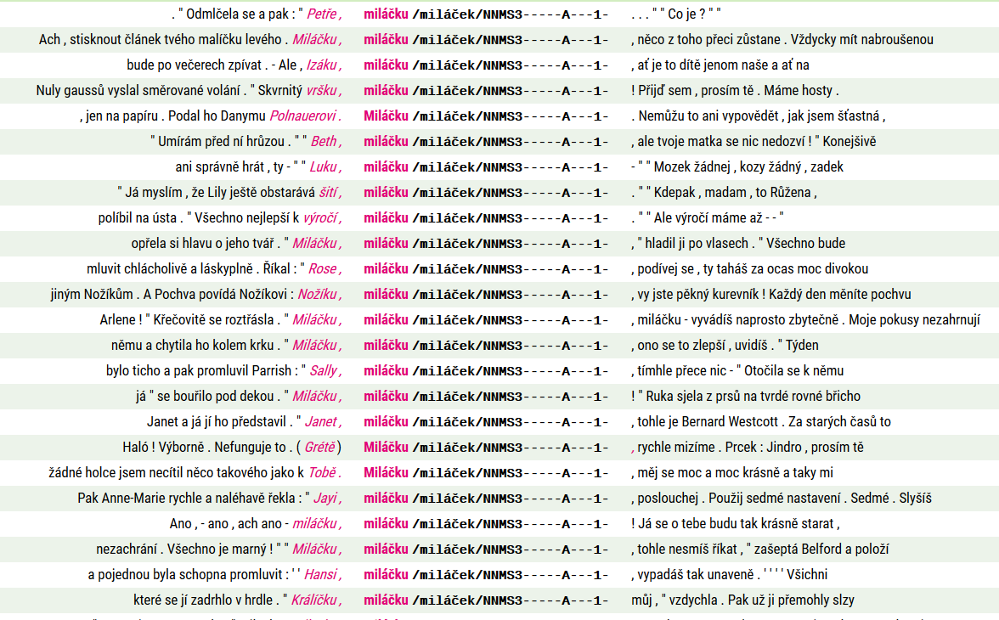 . " Odmlčela se a pak : " Petře , miláčku /miláček/NNMS3-----A---1- . . . " " Co je ? " "
Ach , stisknout článek tvého malíčku levého . Miláčku , miláčku /miláček/NNMS3-----A---1- , něco z toho přeci zůstane . Vždycky mít nabroušenou
bude po večerech zpívat . - Ale , Izáku , miláčku /miláček/NNMS3-----A---1- , ať je to dítě jenom naše a ať na
Nuly gaussů vyslal směrované volání . " Skvrnitý vršku , miláčku /miláček/NNMS3-----A---1- ! Přijď sem , prosím tě . Máme hosty .
, jen na papíru . Podal ho Danymu Polnauerovi . Miláčku /miláček/NNMS3-----A---1- . Nemůžu to ani vypovědět , jak jsem šťastná ,
" Umírám před ní hrůzou . " " Beth , miláčku /miláček/NNMS3-----A---1- , ale tvoje matka se nic nedozví ! " Konejšivě
ani správně hrát , ty - " " Luku , miláčku /miláček/NNMS3-----A---1- - " " Mozek žádnej , kozy žádný , zadek
" Já myslím , že Lily ještě obstarává šití , miláčku /miláček/NNMS3-----A---1- . " " Kdepak , madam , to Růžena ,
políbil na ústa . " Všechno nejlepší k výročí , miláčku /miláček/NNMS3-----A---1- . " " Ale výročí máme až - - "
opřela si hlavu o jeho tvář . " Miláčku , miláčku /miláček/NNMS3-----A---1- , " hladil ji po vlasech . " Všechno bude
mluvit chlácholivě a láskyplně . Říkal : " Rose , miláčku /miláček/NNMS3-----A---1- , podívej se , ty taháš za ocas moc divokou
jiným Nožíkům . A Pochva povídá Nožíkovi : Nožíku , miláčku /miláček/NNMS3-----A---1- , vy jste pěkný kurevník ! Každý den měníte pochvu
Arlene ! " Křečovitě se roztřásla . " Miláčku , miláčku /miláček/NNMS3-----A---1- , miláčku - vyvádíš naprosto zbytečně . Moje pokusy nezahrnují
němu a chytila ho kolem krku . " Miláčku , miláčku /miláček/NNMS3-----A---1- , ono se to zlepší , uvidíš . " Týden
bylo ticho a pak promluvil Parrish : " Sally , miláčku /miláček/NNMS3-----A---1- , tímhle přece nic - " Otočila se k němu
já " se bouřilo pod dekou . " Miláčku , miláčku /miláček/NNMS3-----A---1- ! " Ruka sjela z prsů na tvrdé rovné břicho
Janet a já jí ho představil . " Janet , miláčku /miláček/NNMS3-----A---1- , tohle je Bernard Westcott . Za starých časů to
Haló ! Výborně . Nefunguje to . ( Grétě ) Miláčku /miláček/NNMS3-----A---1- , rychle mizíme . Prcek : Jindro , prosím tě
žádné holce jsem necítil něco takového jako k Tobě . Miláčku /miláček/NNMS3-----A---1- , měj se moc a moc krásně a taky mi
Pak Anne-Marie rychle a naléhavě řekla : " Jayi , miláčku /miláček/NNMS3-----A---1- , poslouchej . Použij sedmé nastavení . Sedmé . Slyšíš
Ano , - ano , ach ano - miláčku , miláčku /miláček/NNMS3-----A---1- ! Já se o tebe budu tak krásně starat ,
nezachrání . Všechno je marný ! " " Miláčku , miláčku /miláček/NNMS3-----A---1- , tohle nesmíš říkat , " zašeptá Belford a položí
a pojednou byla schopna promluvit : ' ' Hansi , miláčku /miláček/NNMS3-----A---1- , vypadáš tak unaveně . ' ' ' ' Všichni
které se jí zadrhlo v hrdle . " Králíčku , miláčku /miláček/NNMS3-----A---1- můj , " vzdychla . Pak už ji přemohly slzy